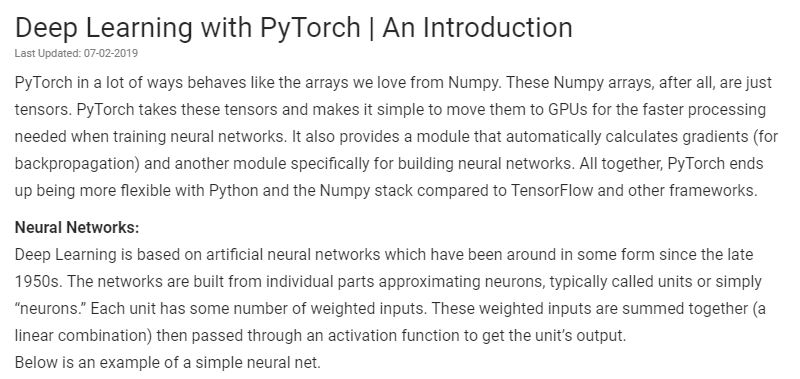 Deep Learning with PyTorch | An Introduction
Last Updated: 07-02-2019
PyTorch in a lot of ways behaves like the arrays we love from Numpy. These Numpy arrays, after all, are just
tensors. PyTorch takes these tensors and makes it simple to move them to GPUs for the faster processing
needed when training neural networks. It also provides a module that automatically calculates gradients (for
backpropagation) and another module specifically for building neural networks. All together, PyTorch ends
up being more flexible with Python and the Numpy stack compared to TensorFlow and other frameworks.
Neural Networks:
Deep Learning is based on artificial neural networks which have been around in some form since the late
1950s. The networks are built from individual parts approximating neurons, typically called units or simply
“neurons.” Each unit has some number of weighted inputs. These weighted inputs are summed together (a
linear combination) then passed through an activation function to get the unit’s output.
Below is an example of a simple neural net.